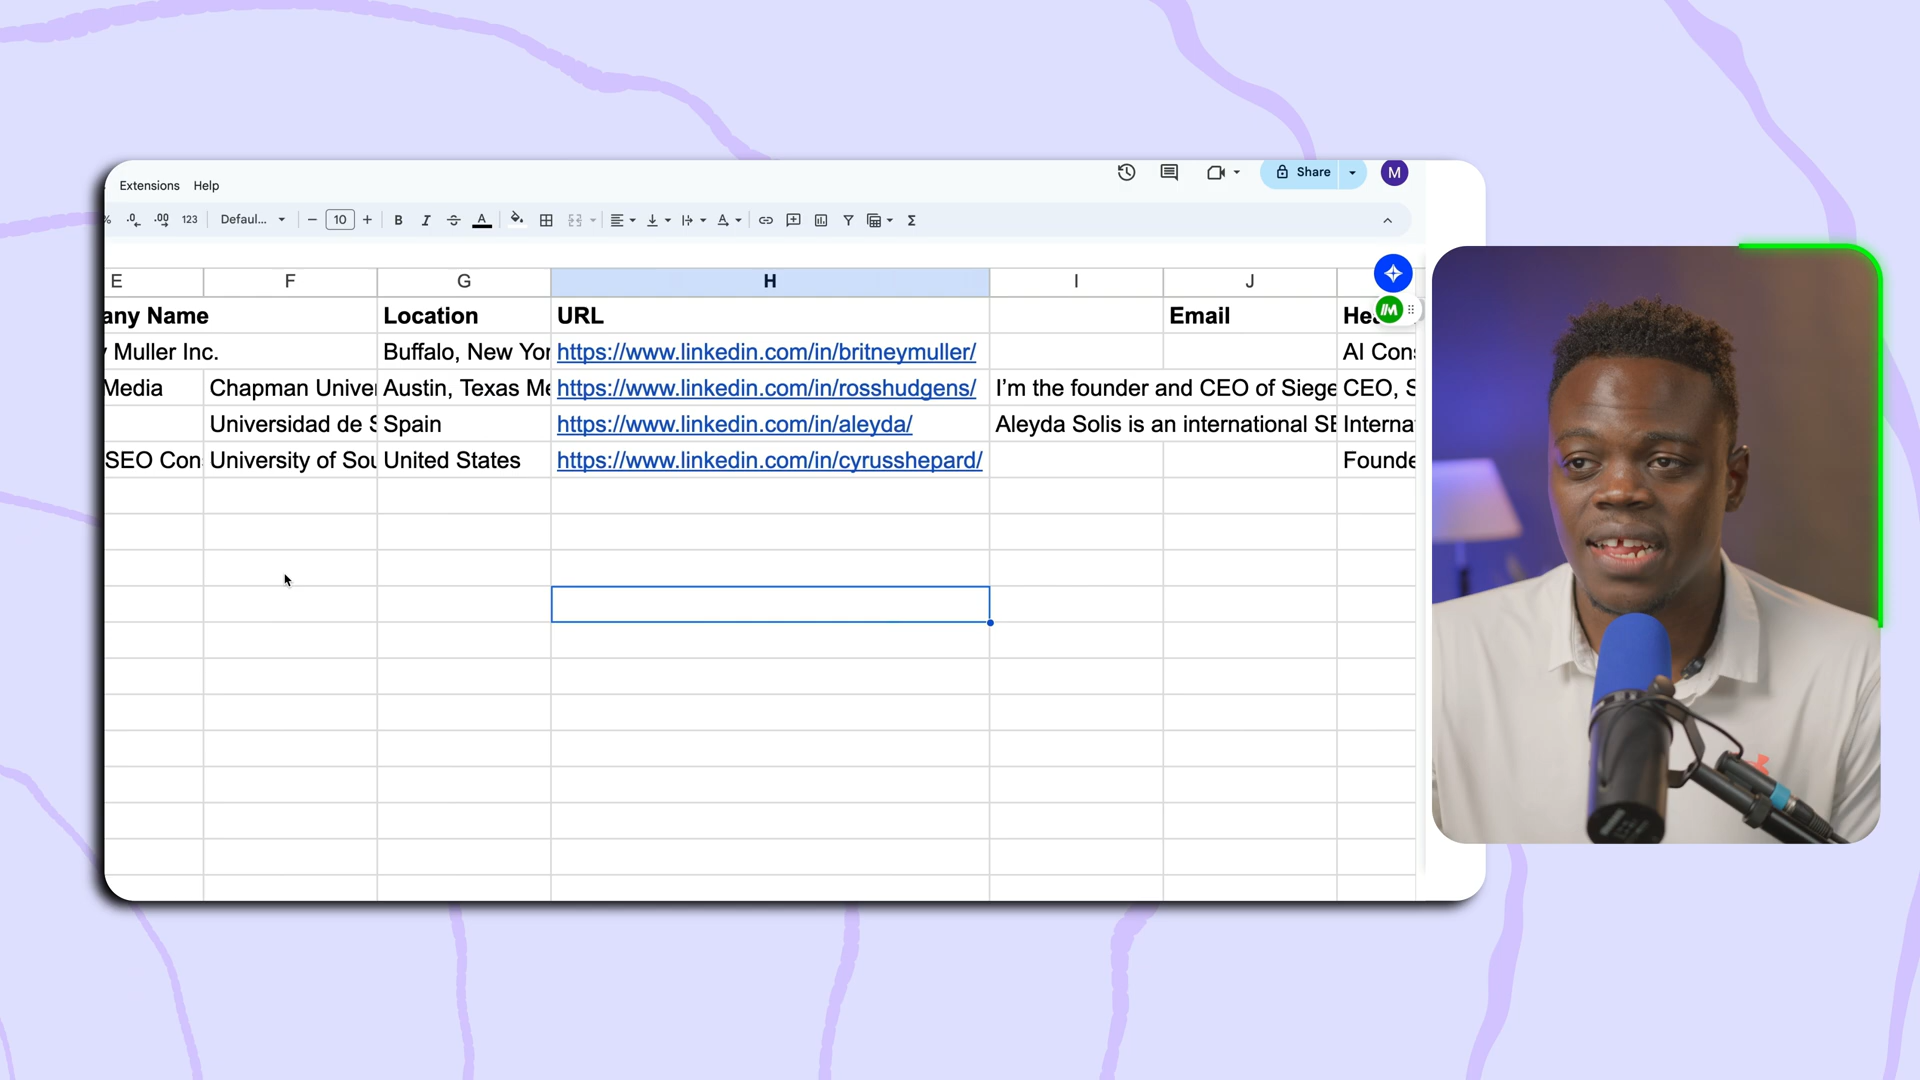 Extensions Help
Share M
% .0 .00 123 Defaul... 10 B I A
E F G H I J
any Name Location URL Email
Muller Inc. Buffalo, New Yor https://www.linkedin.com/in/britneymuller/ AI Con
Media Chapman Univer Austin, Texas Me https://www.linkedin.com/in/rosshudgens/ I'm the founder and CEO of Siege CEO, S
Universidad de S Spain https://www.linkedin.com/in/aleyda/ Aleyda Solis is an international SE Interna
SEO Con University of Sou United States https://www.linkedin.com/in/cyrusshepard/ Founde